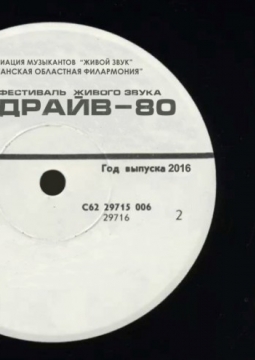 ИАЦИЯ МУЗЫКАНТОВ "ЖИВОЙ ЗВУК"
АНСКАЯ ОБЛАСТНАЯ ФИЛАРМОНИЯ"
ФЕСТИВАЛЬ ЖИВОГО ЗВУКА
ДРАЙВ-80
Год выпуска 2016
С62 29715 006
29716 2